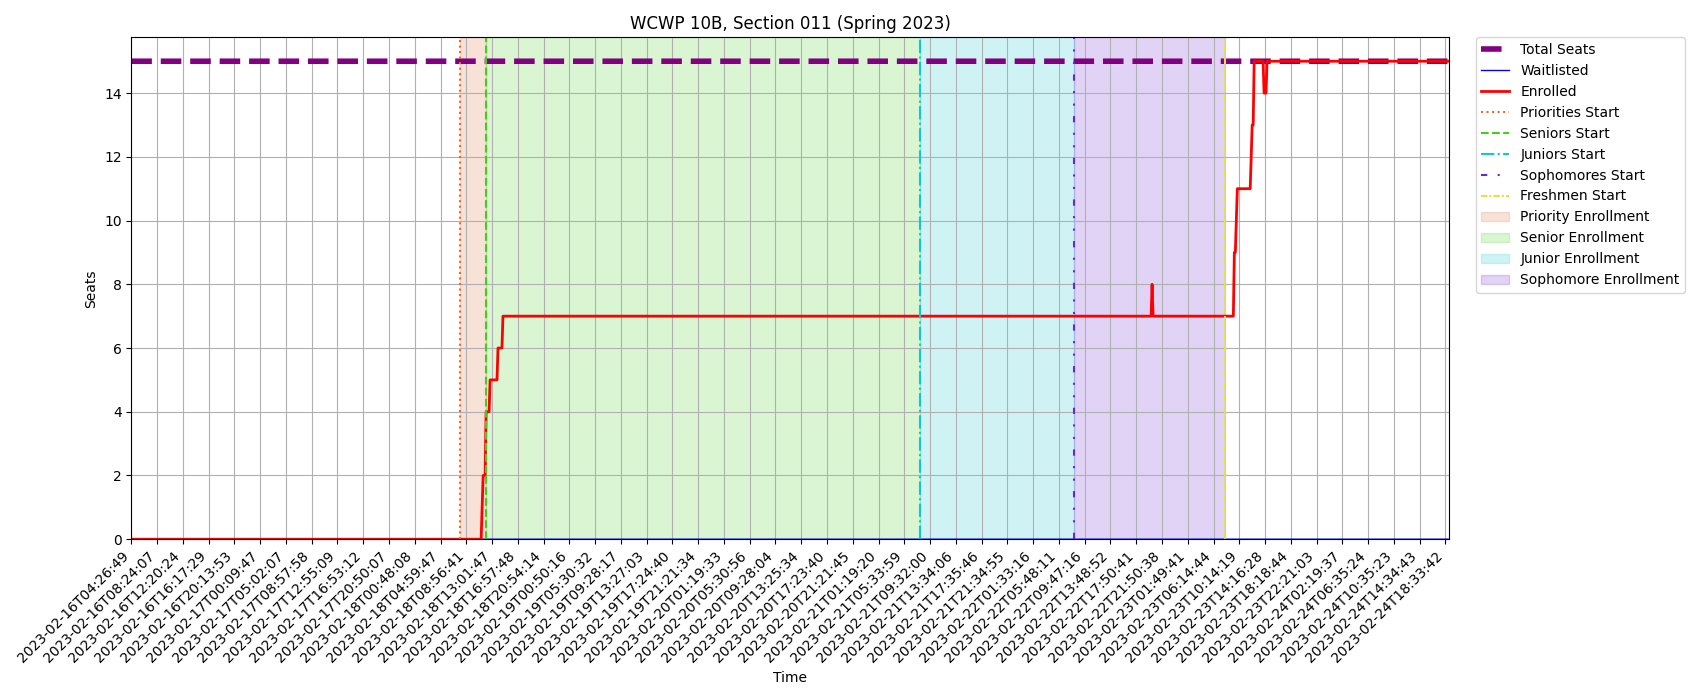 WCWP 10B, Section 011 (Spring 2023)
Seats
14
12
10
8
6
4
2
0
Total Seats
Waitlisted
Enrolled
Priorities Start
Seniors Start
Juniors Start
Sophomores Start
Freshmen Start
Priority Enrollment
Senior Enrollment
Junior Enrollment
Sophomore Enrollment
2023-02-16T04:26:49
2023-02-16T08:24:07
2023-02-16T12:20:24
2023-02-16T16:17:29
2023-02-16T20:13:53
2023-02-17T00:09:47
2023-02-17T05:02:07
2023-02-17T08:57:58
2023-02-17T12:55:09
2023-02-17T16:53:12
2023-02-17T20:50:07
2023-02-18T00:48:08
2023-02-18T04:59:47
2023-02-18T08:56:41
2023-02-18T13:01:47
2023-02-18T16:57:48
2023-02-18T20:54:14
2023-02-19T00:50:16
2023-02-19T05:30:32
2023-02-19T09:28:17
2023-02-19T13:27:03
2023-02-19T17:24:40
2023-02-19T21:21:34
2023-02-20T01:19:33
2023-02-20T05:30:56
2023-02-20T09:28:04
2023-02-20T13:25:34
2023-02-20T17:23:40
2023-02-20T21:21:45
2023-02-21T01:19:20
2023-02-21T05:33:59
2023-02-21T09:32:00
2023-02-21T13:34:06
2023-02-21T17:35:46
2023-02-21T21:34:55
2023-02-22T01:33:16
2023-02-22T05:48:11
2023-02-22T09:47:16
2023-02-22T13:48:52
2023-02-22T17:50:41
2023-02-22T21:50:38
2023-02-23T01:49:41
2023-02-23T06:14:44
2023-02-23T10:14:19
2023-02-23T14:16:28
2023-02-23T18:18:44
2023-02-23T22:21:03
2023-02-24T02:19:37
2023-02-24T06:35:24
2023-02-24T10:35:23
2023-02-24T14:34:43
2023-02-24T18:33:42
Time